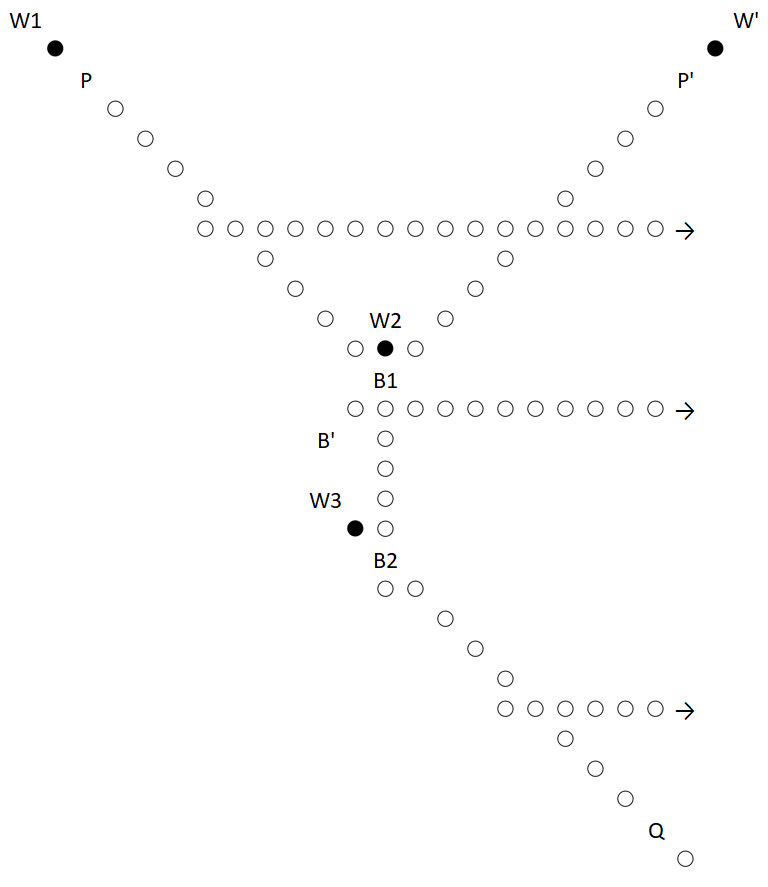 W1
W'
P
P'
→
W2
B1
→
B'
W3
B2
→
Q